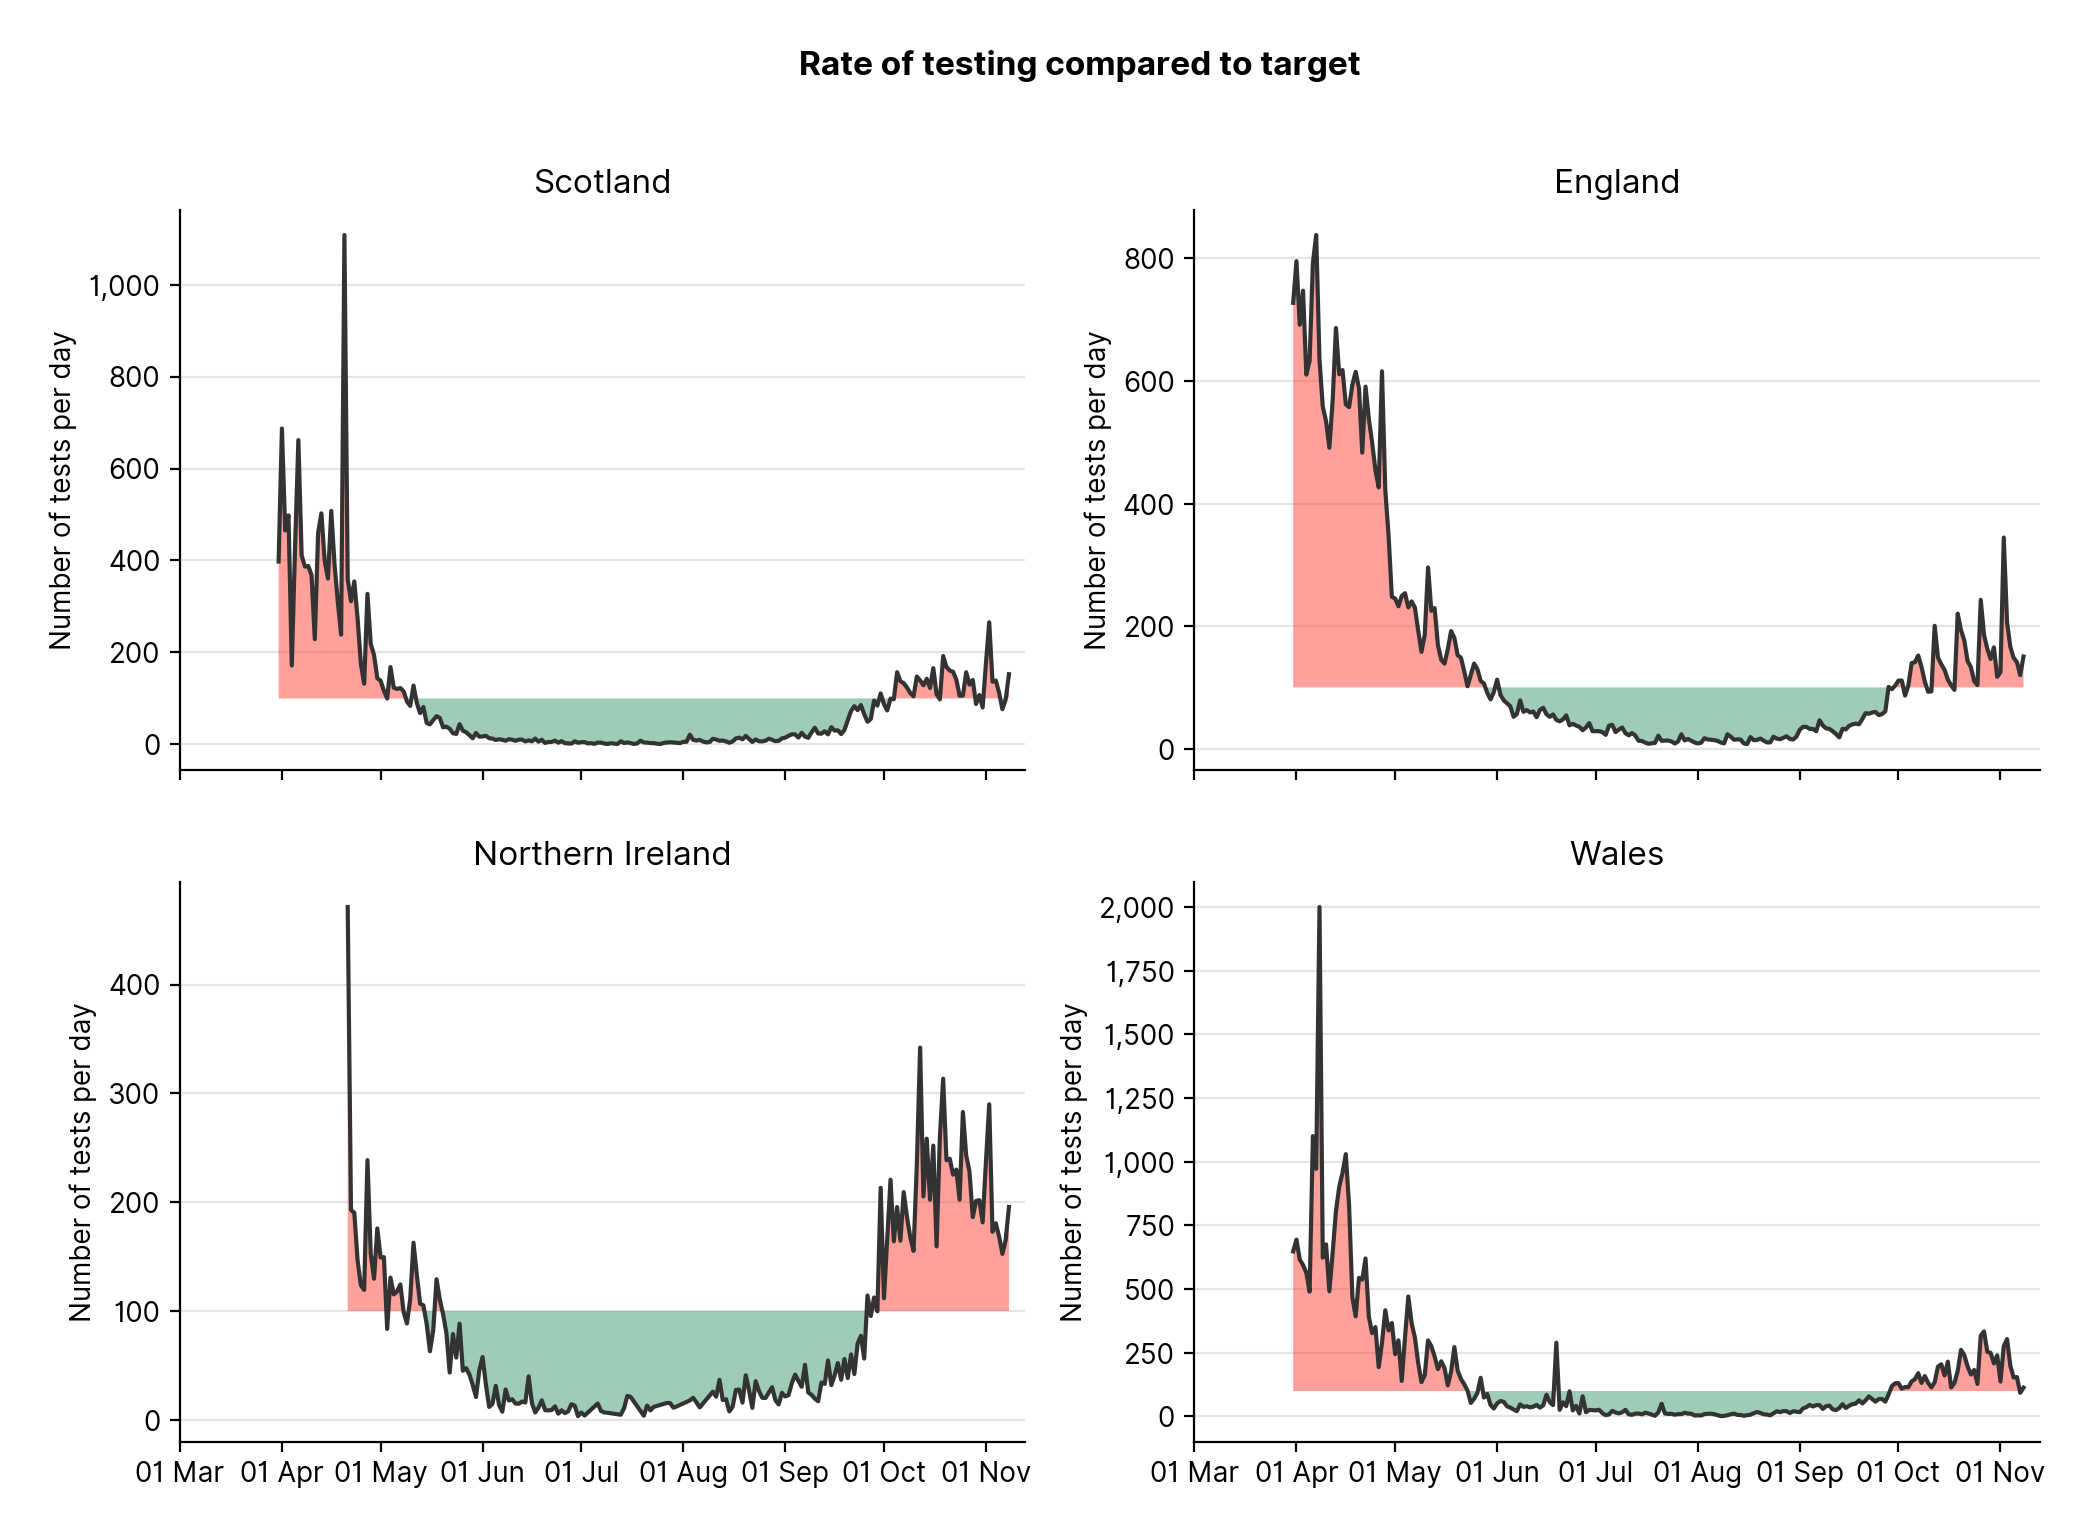 Rate of testing compared to target
Scotland
Number of tests per day
1,000
800
600
400
200
0
England
Number of tests per day
800
600
400
200
0
Northern Ireland
Number of tests per day
400
300
200
100
0
01 Mar 01 Apr 01 May 01 Jun 01 Jul 01 Aug 01 Sep 01 Oct 01 Nov
Wales
Number of tests per day
2,000
1,750
1,500
1,250
1,000
750
500
250
0
01 Mar 01 Apr 01 May 01 Jun 01 Jul 01 Aug 01 Sep 01 Oct 01 Nov